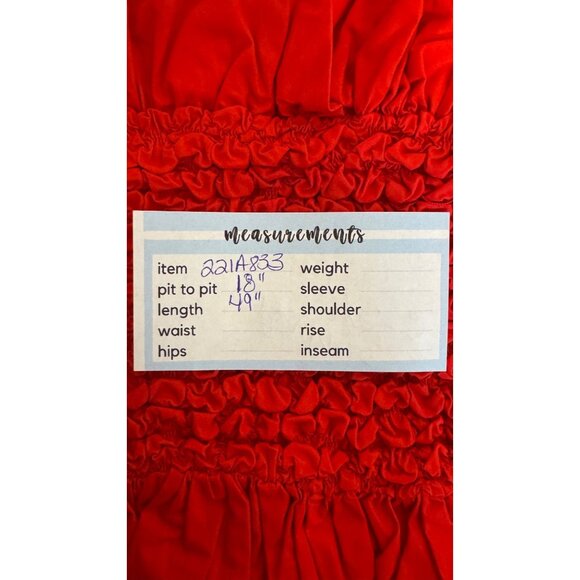 measurements
item 221A833 weight
pit to pit 18" sleeve
length 49" shoulder
waist rise
hips inseam